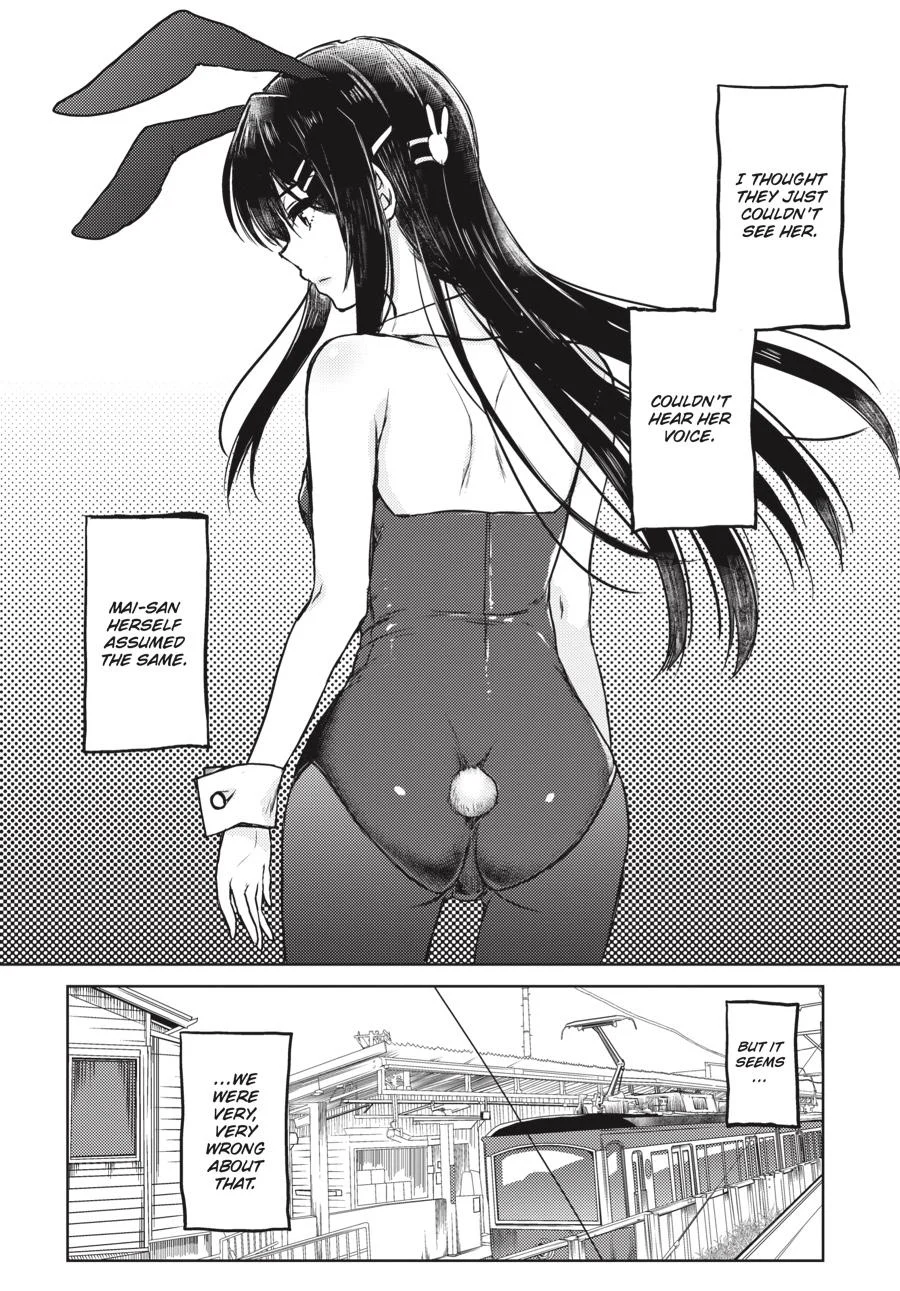 I THOUGHT
THEY JUST
COULDN'T
SEE HER.
COULDN'T
HEAR HER
VOICE.
MAI-SAN
HERSELF
ASSUMED
THE SAME.
BUT IT
SEEMS
...
...WE
WERE
VERY,
VERY
WRONG
ABOUT
THAT.